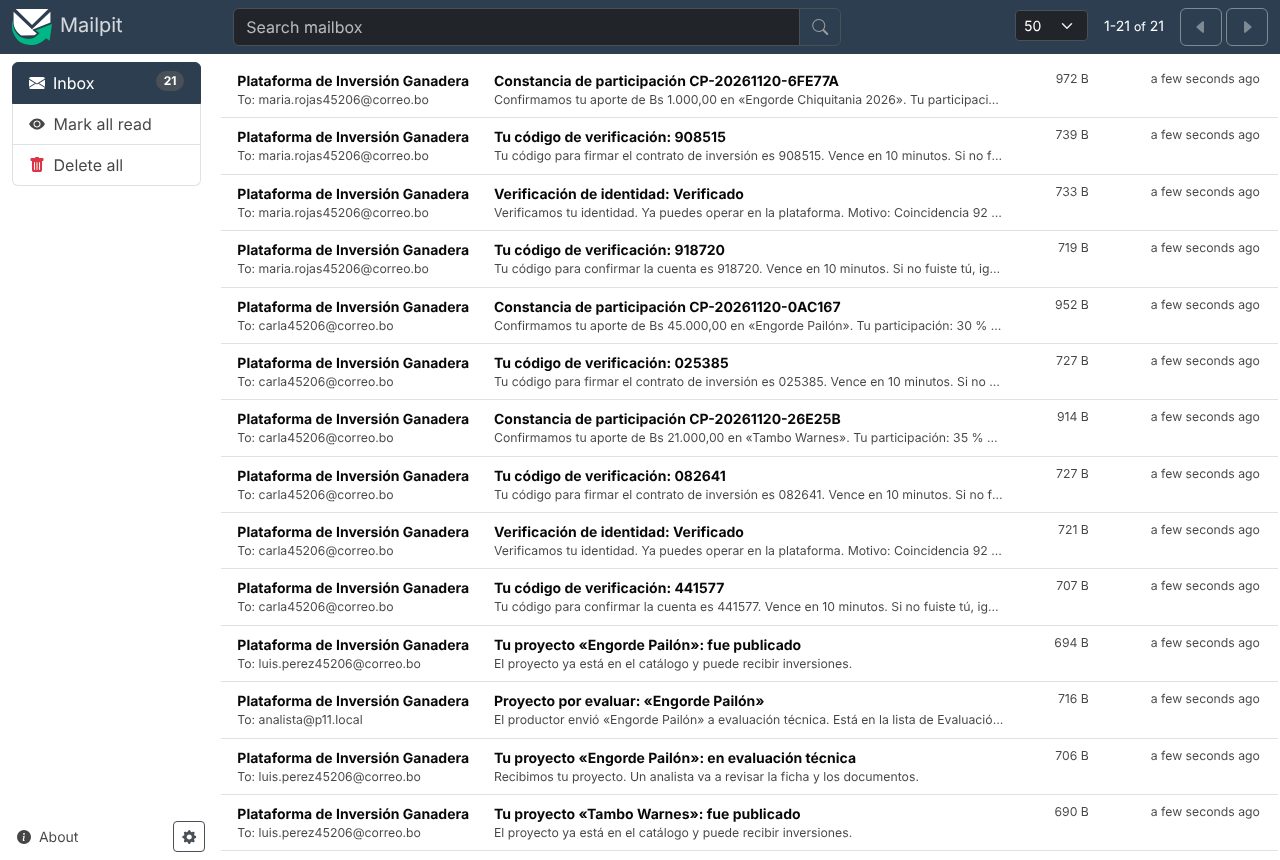 Mailpit
Search mailbox
50
1-21 of 21
Inbox 21
Mark all read
Delete all
Plataforma de Inversión Ganadera Constancia de participación CP-20261120-6FE77A 972 B a few seconds ago
To: maria.rojas45206@correo.bo Confirmamos tu aporte de Bs 1.000,00 en «Engorde Chiquitania 2026». Tu participaci…
Plataforma de Inversión Ganadera Tu código de verificación: 908515 739 B a few seconds ago
To: maria.rojas45206@correo.bo Tu código para firmar el contrato de inversión es 908515. Vence en 10 minutos. Si no f…
Plataforma de Inversión Ganadera Verificación de identidad: Verificado 733 B a few seconds ago
To: maria.rojas45206@correo.bo Verificamos tu identidad. Ya puedes operar en la plataforma. Motivo: Coincidencia 92 …
Plataforma de Inversión Ganadera Tu código de verificación: 918720 719 B a few seconds ago
To: maria.rojas45206@correo.bo Tu código para confirmar la cuenta es 918720. Vence en 10 minutos. Si no fuiste tú, ig…
Plataforma de Inversión Ganadera Constancia de participación CP-20261120-0AC167 952 B a few seconds ago
To: carla45206@correo.bo Confirmamos tu aporte de Bs 45.000,00 en «Engorde Pailón». Tu participación: 30 % …
Plataforma de Inversión Ganadera Tu código de verificación: 025385 727 B a few seconds ago
To: carla45206@correo.bo Tu código para firmar el contrato de inversión es 025385. Vence en 10 minutos. Si no …
Plataforma de Inversión Ganadera Constancia de participación CP-20261120-26E25B 914 B a few seconds ago
To: carla45206@correo.bo Confirmamos tu aporte de Bs 21.000,00 en «Tambo Warnes». Tu participación: 35 % …
Plataforma de Inversión Ganadera Tu código de verificación: 082641 727 B a few seconds ago
To: carla45206@correo.bo Tu código para firmar el contrato de inversión es 082641. Vence en 10 minutos. Si no f…
Plataforma de Inversión Ganadera Verificación de identidad: Verificado 721 B a few seconds ago
To: carla45206@correo.bo Verificamos tu identidad. Ya puedes operar en la plataforma. Motivo: Coincidencia 92 …
Plataforma de Inversión Ganadera Tu código de verificación: 441577 707 B a few seconds ago
To: carla45206@correo.bo Tu código para confirmar la cuenta es 441577. Vence en 10 minutos. Si no fuiste tú, ig…
Plataforma de Inversión Ganadera Tu proyecto «Engorde Pailón»: fue publicado 694 B a few seconds ago
To: luis.perez45206@correo.bo El proyecto ya está en el catálogo y puede recibir inversiones.
Plataforma de Inversión Ganadera Proyecto por evaluar: «Engorde Pailón» 716 B a few seconds ago
To: analista@p11.local El productor envió «Engorde Pailón» a evaluación técnica. Está en la lista de Evaluació…
Plataforma de Inversión Ganadera Tu proyecto «Engorde Pailón»: en evaluación técnica 706 B a few seconds ago
To: luis.perez45206@correo.bo Recibimos tu proyecto. Un analista va a revisar la ficha y los documentos.
Plataforma de Inversión Ganadera Tu proyecto «Tambo Warnes»: fue publicado 690 B a few seconds ago
To: luis.perez45206@correo.bo El proyecto ya está en el catálogo y puede recibir inversiones.
About